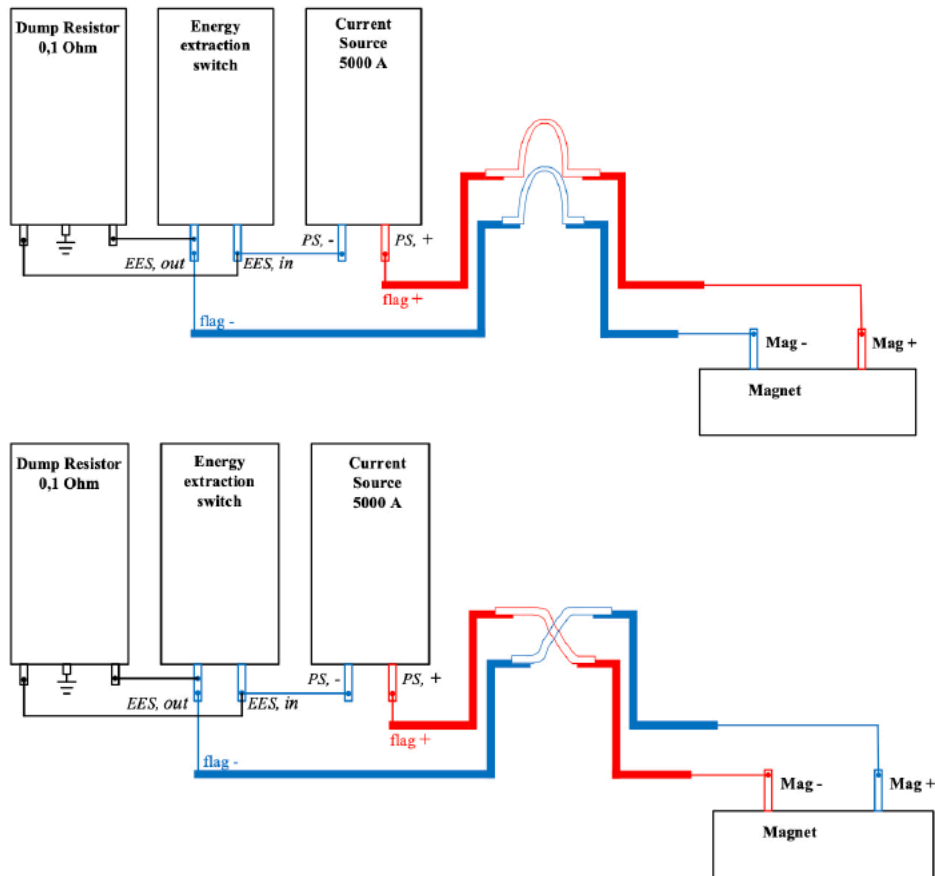 Dump Resistor
0,1 Ohm
Energy
extraction
switch
Current
Source
5000 A
PS, -
PS, +
EES, out
EES, in
flag +
flag -
Mag -
Mag +
Magnet
Dump Resistor
0,1 Ohm
Energy
extraction
switch
Current
Source
5000 A
PS, -
PS, +
EES, out
EES, in
flag +
flag -
Mag -
Mag +
Magnet